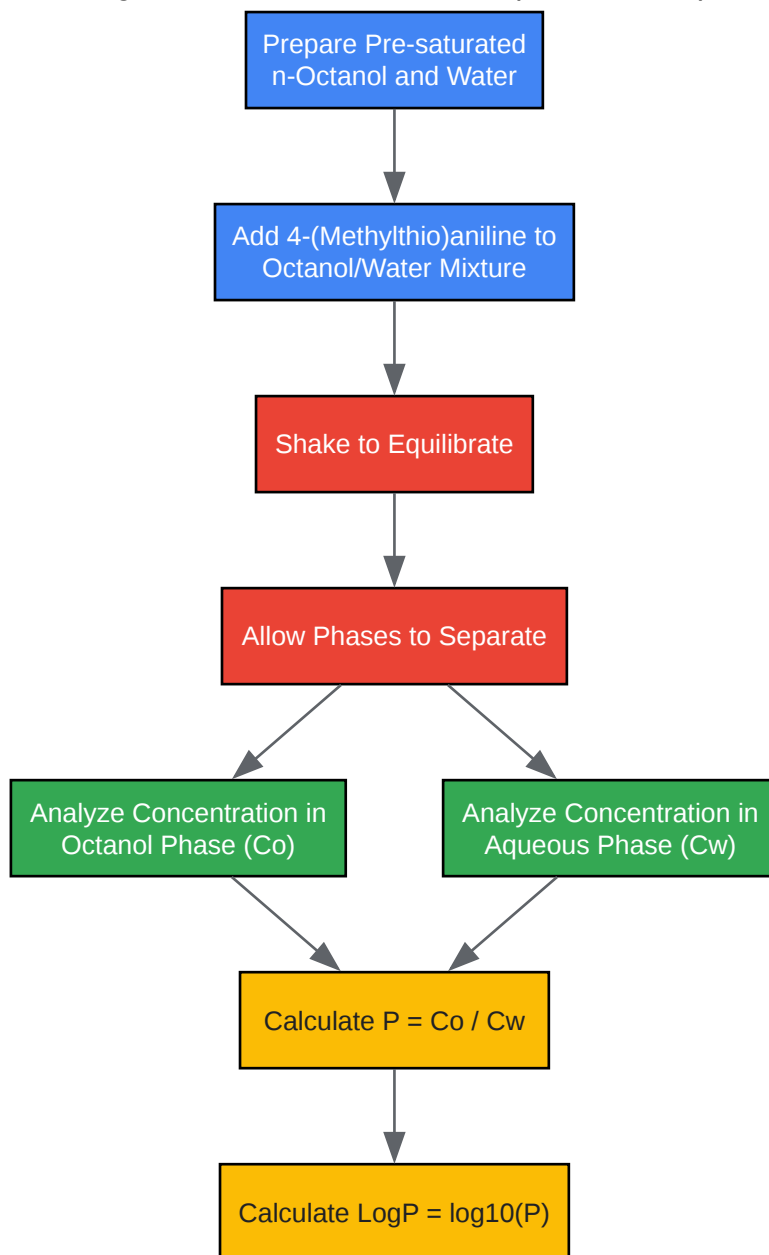 Prepare Pre-saturated
n-Octanol and Water
Add 4-(Methylthio)aniline to
Octanol/Water Mixture
Shake to Equilibrate
Allow Phases to Separate
Analyze Concentration in
Octanol Phase (Co)
Analyze Concentration in
Aqueous Phase (Cw)
Calculate P = Co / Cw
Calculate LogP = log10(P)